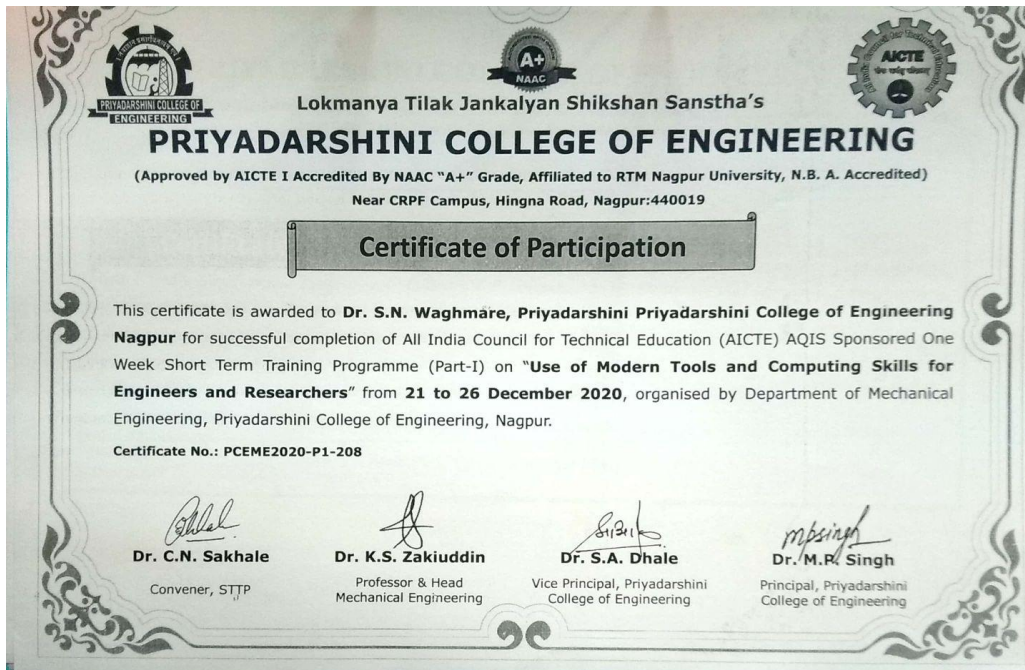 PRIYADARSHINI COLLEGE OF
ENGINEERING
A+
NAAC
AICTE
Lokmanya Tilak Jankalyan Shikshan Sanstha's
PRIYADARSHINI COLLEGE OF ENGINEERING
(Approved by AICTE I Accredited By NAAC "A+" Grade, Affiliated to RTM Nagpur University, N.B. A. Accredited)
Near CRPF Campus, Hingna Road, Nagpur:440019
Certificate of Participation
This certificate is awarded to Dr. S.N. Waghmare, Priyadarshini Priyadarshini College of Engineering
Nagpur for successful completion of All India Council for Technical Education (AICTE) AQIS Sponsored One
Week Short Term Training Programme (Part-I) on "Use of Modern Tools and Computing Skills for
Engineers and Researchers" from 21 to 26 December 2020, organised by Department of Mechanical
Engineering, Priyadarshini College of Engineering, Nagpur.
Certificate No.: PCEME2020-P1-208
mpsingh
Dr. C.N. Sakhale Dr. K.S. Zakiuddin Dr. S.A. Dhale Dr. M.P. Singh
Convener, STTP Professor & Head Vice Principal, Priyadarshini Principal, Priyadarshini
Mechanical Engineering College of Engineering College of Engineering